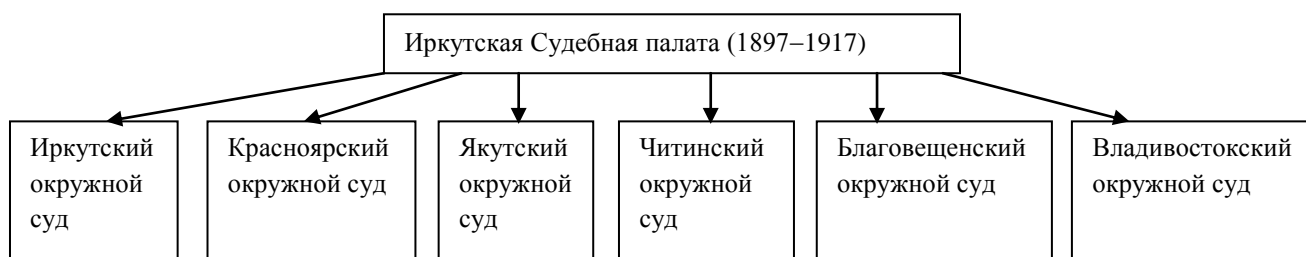 Иркутская Судебная палата (1897–1917)
Иркутский
окружной
суд
Красноярский
окружной суд
Якутский
окружной
суд
Читинский
окружной
суд
Благовещенский
окружной суд
Владивостокский
окружной суд